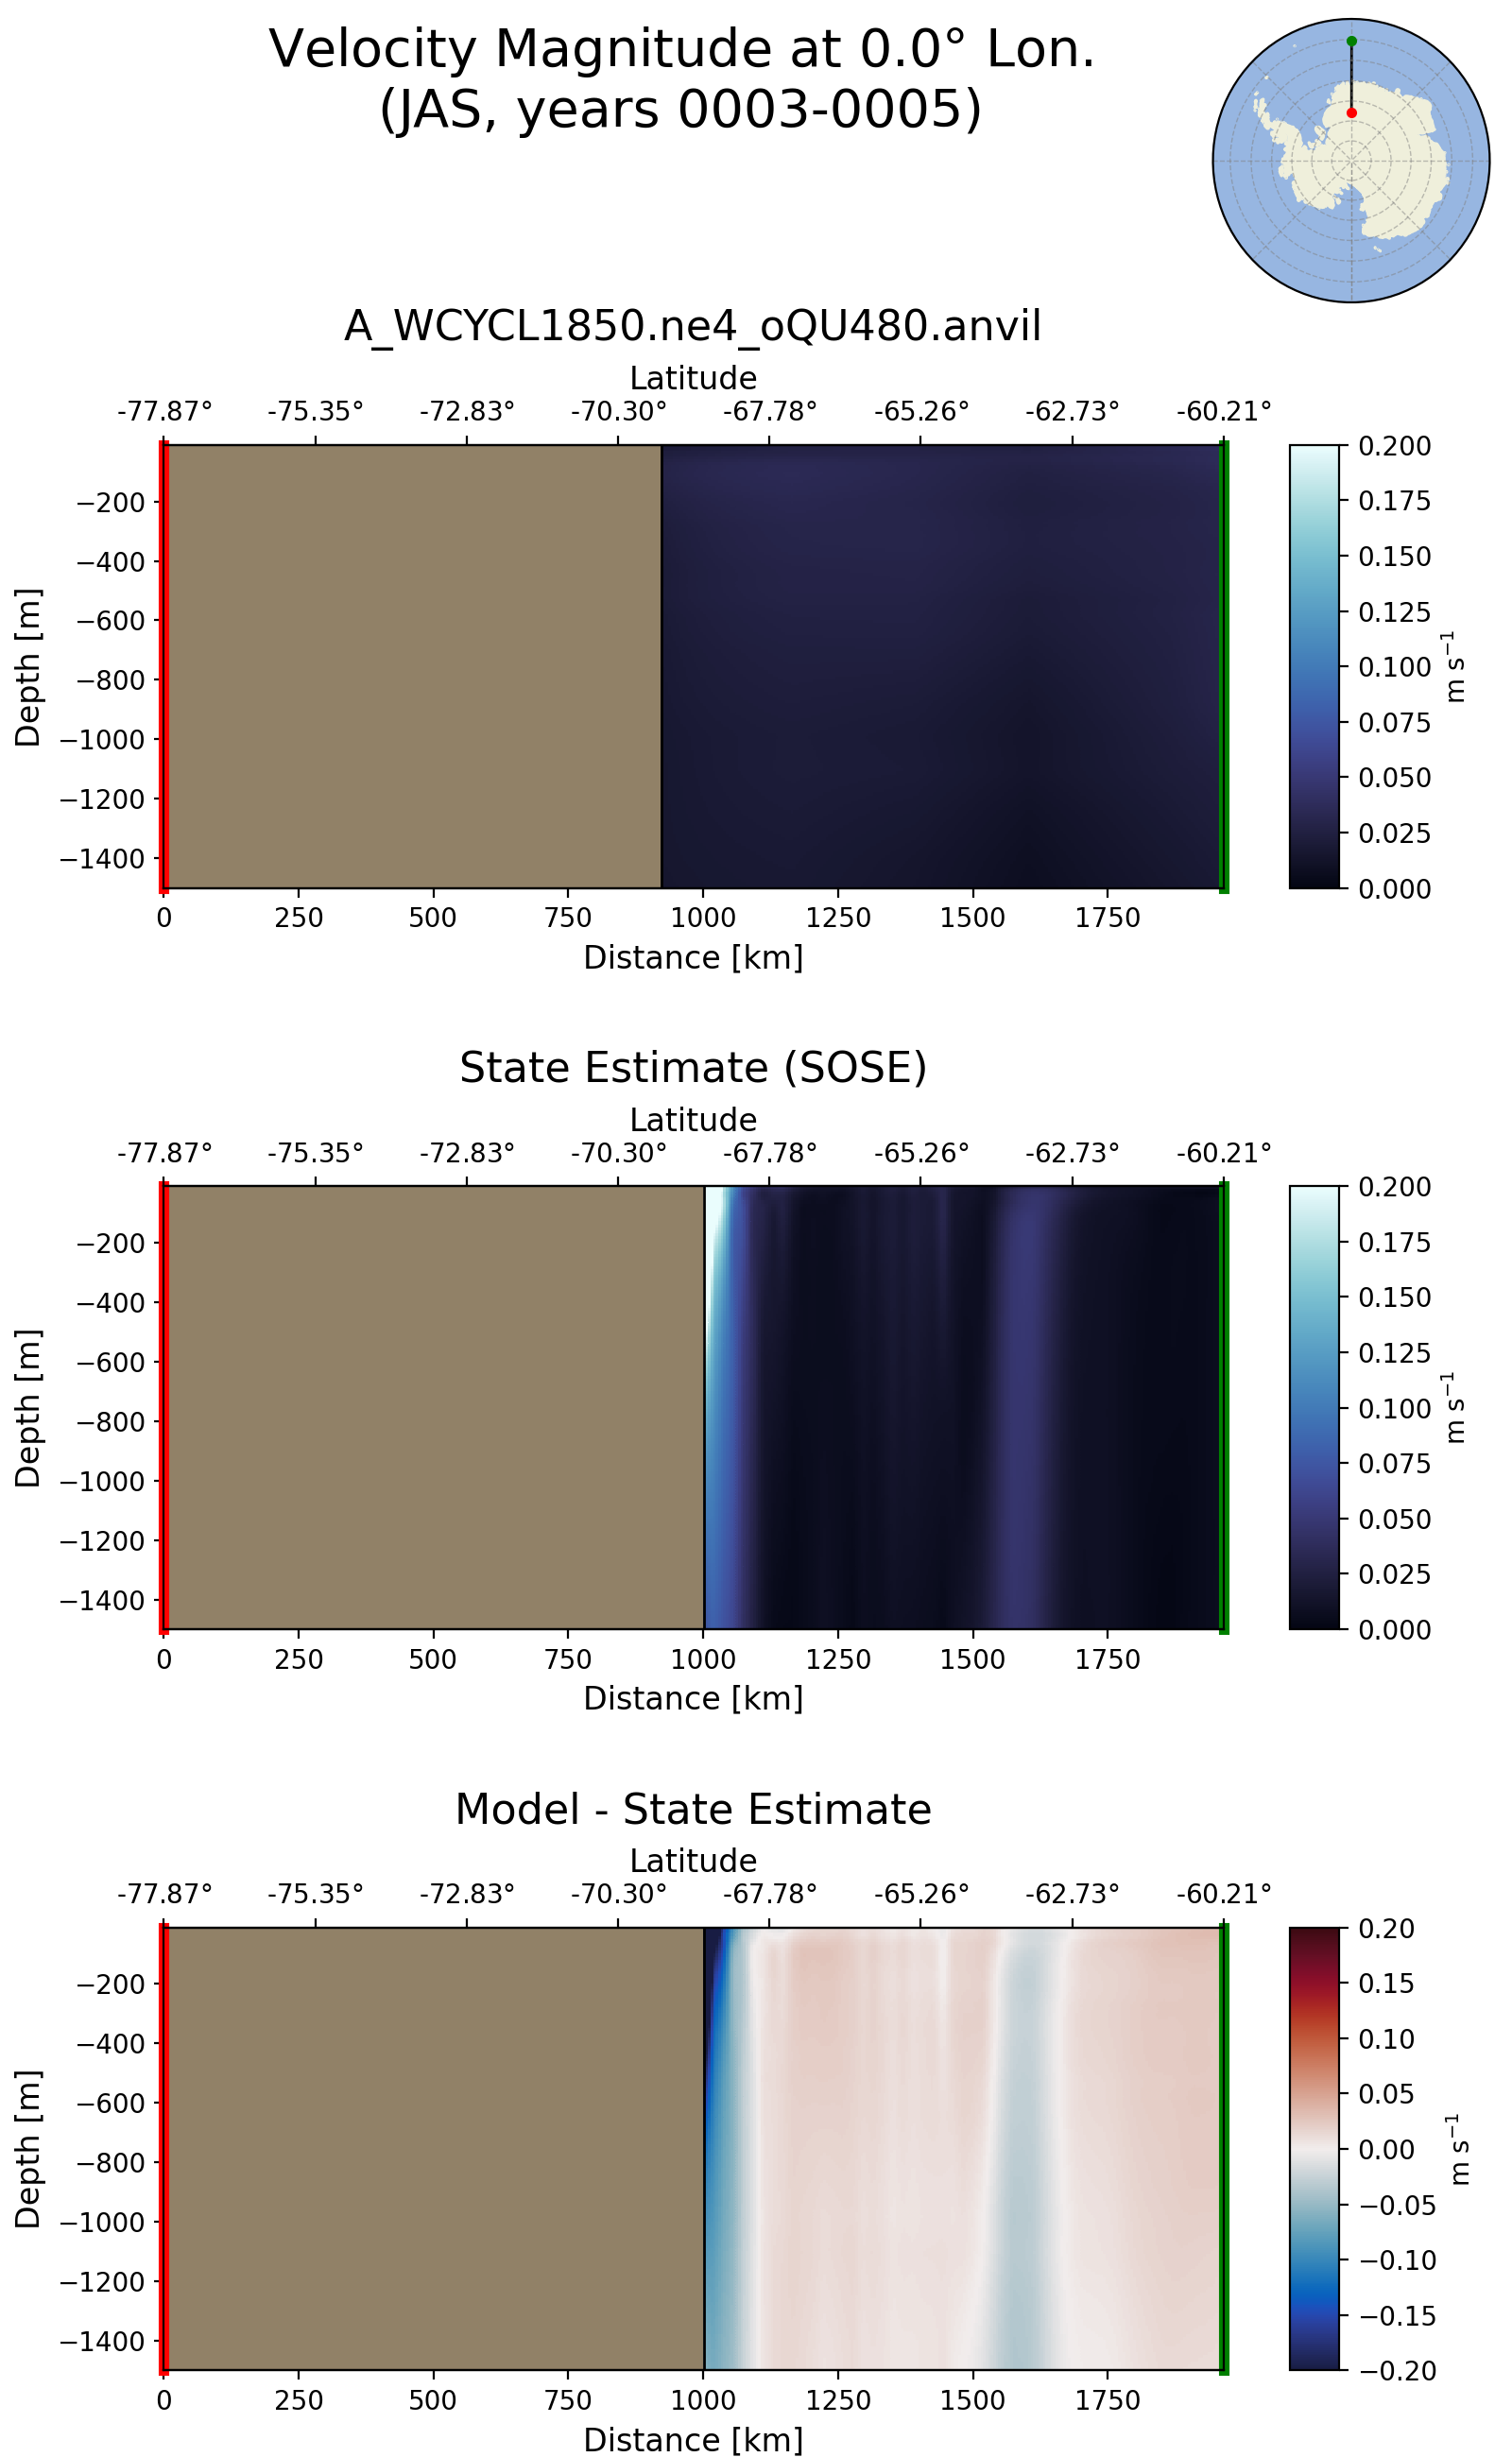 Velocity Magnitude at 0.0° Lon.
(JAS, years 0003-0005)
A_WCYCL1850.ne4_oQU480.anvil
Latitude
-77.87° -75.35° -72.83° -70.30° -67.78° -65.26° -62.73° -60.21°
−200
−400
−600
−800
−1000
−1200
−1400
Depth [m]
0 250 500 750 1000 1250 1500 1750
Distance [km]
0.200
0.175
0.150
0.125
0.100
0.075
0.050
0.025
0.000
m s⁻¹
State Estimate (SOSE)
Latitude
-77.87° -75.35° -72.83° -70.30° -67.78° -65.26° -62.73° -60.21°
−200
−400
−600
−800
−1000
−1200
−1400
Depth [m]
0 250 500 750 1000 1250 1500 1750
Distance [km]
0.200
0.175
0.150
0.125
0.100
0.075
0.050
0.025
0.000
m s⁻¹
Model - State Estimate
Latitude
-77.87° -75.35° -72.83° -70.30° -67.78° -65.26° -62.73° -60.21°
−200
−400
−600
−800
−1000
−1200
−1400
Depth [m]
0 250 500 750 1000 1250 1500 1750
Distance [km]
0.20
0.15
0.10
0.05
0.00
−0.05
−0.10
−0.15
−0.20
m s⁻¹